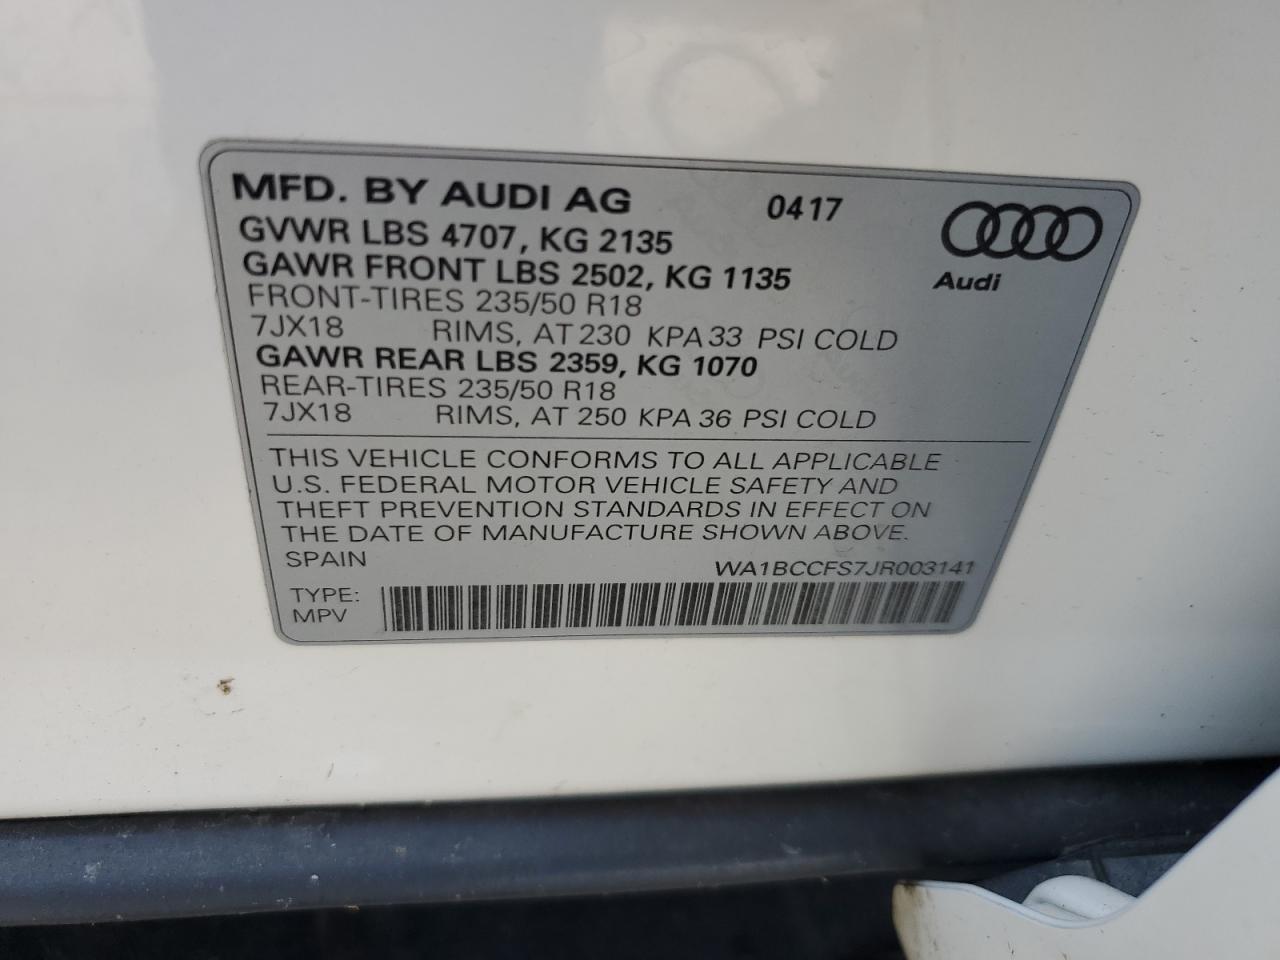 MFD. BY AUDI AG 0417
GVWR LBS 4707, KG 2135
GAWR FRONT LBS 2502, KG 1135
Audi
FRONT-TIRES 235/50 R18
7JX18 RIMS, AT 230 KPA 33 PSI COLD
GAWR REAR LBS 2359, KG 1070
REAR-TIRES 235/50 R18
7JX18 RIMS, AT 250 KPA 36 PSI COLD
THIS VEHICLE CONFORMS TO ALL APPLICABLE
U.S. FEDERAL MOTOR VEHICLE SAFETY AND
THEFT PREVENTION STANDARDS IN EFFECT ON
THE DATE OF MANUFACTURE SHOWN ABOVE.
SPAIN WA1BCCFS7JR003141
TYPE:
MPV